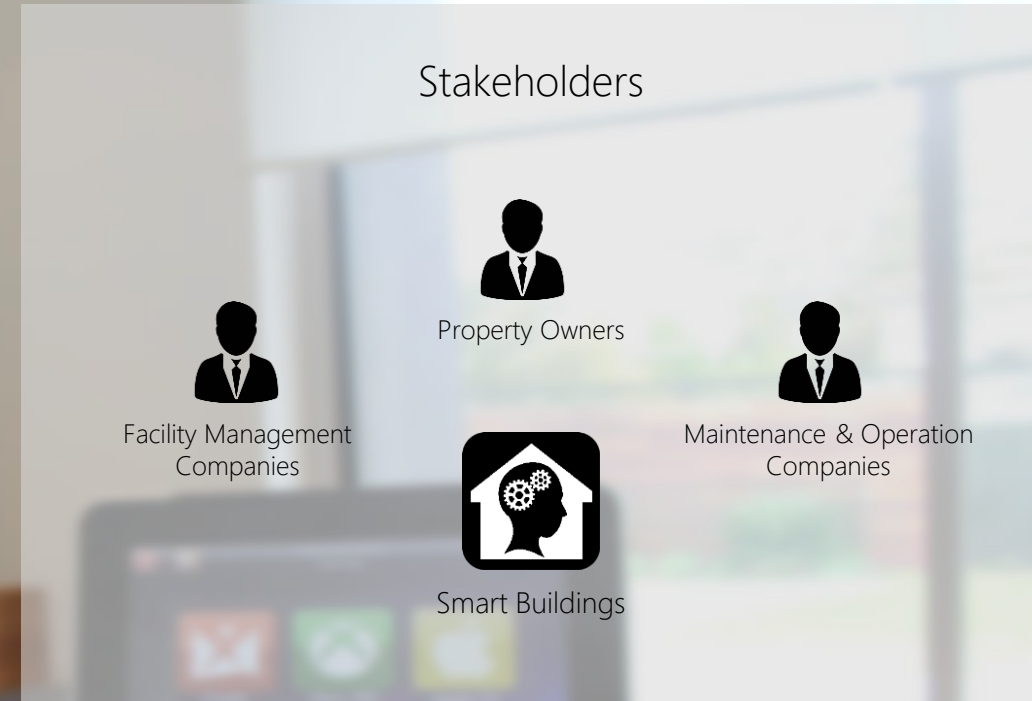 Stakeholders
Property Owners
Facility Management
Companies
Maintenance & Operation
Companies
Smart Buildings